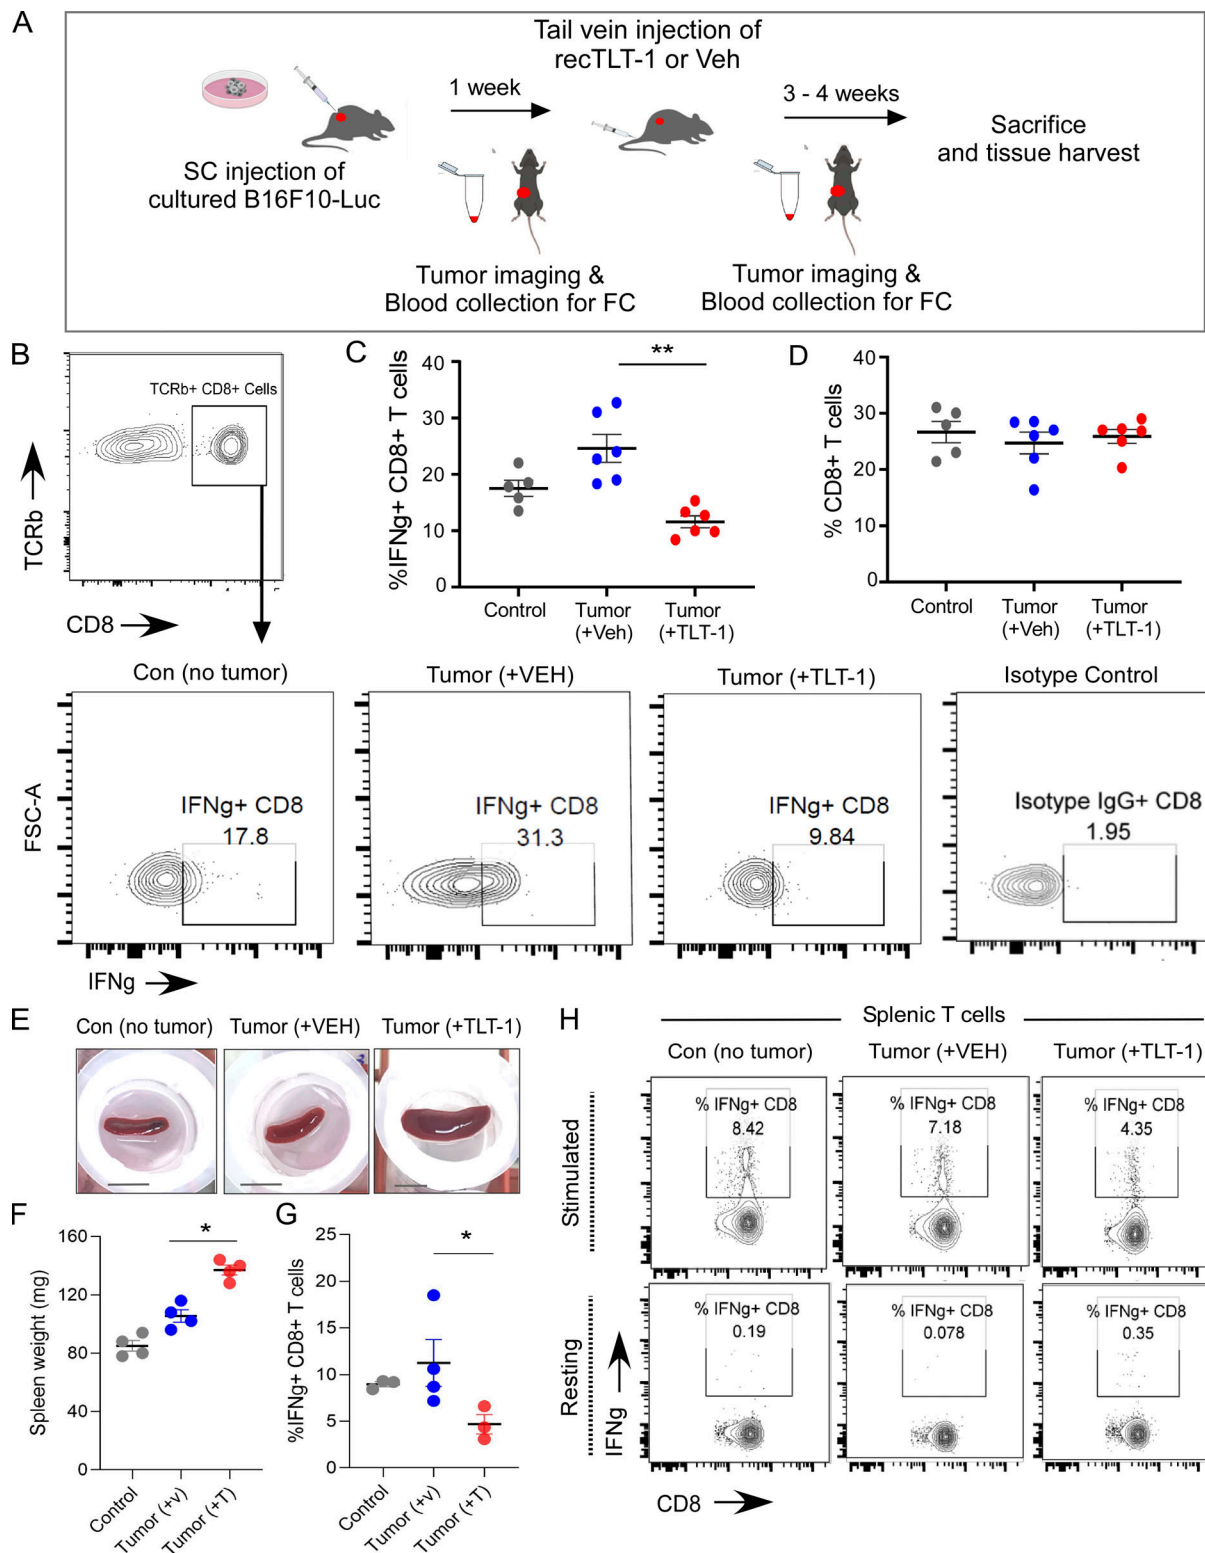 A
Tail vein injection of
recTLT-1 or Veh
1 week
3 - 4 weeks
SC injection of
cultured B16F10-Luc
Sacrifice
and tissue harvest
Tumor imaging &
Blood collection for FC
Tumor imaging &
Blood collection for FC
B
TCRb+ CD8+ Cells
TCRb
CD8
C
**
%IFNg+ CD8+ T cells
40
30
20
10
0
Control
Tumor
(+Veh)
Tumor
(+TLT-1)
D
% CD8+ T cells
40
30
20
10
0
Control
Tumor
(+Veh)
Tumor
(+TLT-1)
Con (no tumor)
Tumor (+VEH)
Tumor (+TLT-1)
Isotype Control
FSC-A
IFNg+ CD8
17.8
IFNg+ CD8
31.3
IFNg+ CD8
9.84
Isotype IgG+ CD8
1.95
IFNg
E
Con (no tumor)
Tumor (+VEH)
Tumor (+TLT-1)
F
*
Spleen weight (mg)
160
120
80
40
0
Control
Tumor (+v)
Tumor (+T)
G
*
%IFNg+ CD8+ T cells
25
20
15
10
5
0
Control
Tumor (+v)
Tumor (+T)
H
Splenic T cells
Con (no tumor)
Tumor (+VEH)
Tumor (+TLT-1)
Stimulated
% IFNg+ CD8
8.42
% IFNg+ CD8
7.18
% IFNg+ CD8
4.35
Resting
% IFNg+ CD8
0.19
% IFNg+ CD8
0.078
% IFNg+ CD8
0.35
IFNg
CD8